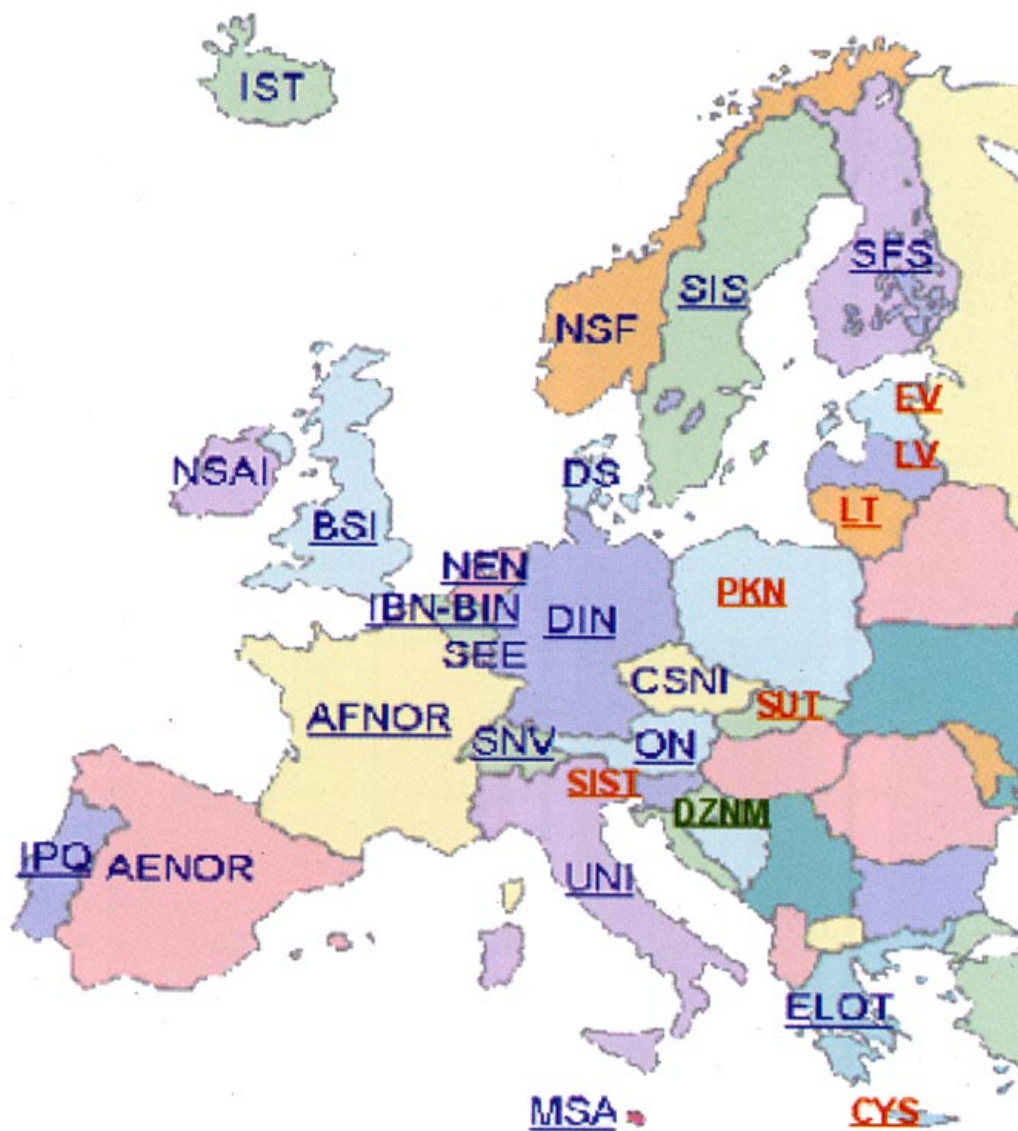 IST
SFS
SIS
NSF
EV
NSAI
DS
LV
LT
BSI
NEN
PKN
IBN-BIN
DIN
SEE
CSNI
SUT
AFNOR
SNV
ON
SIST
DZNM
IPQ
AENOR
UNI
ELOT
MSA
CYS